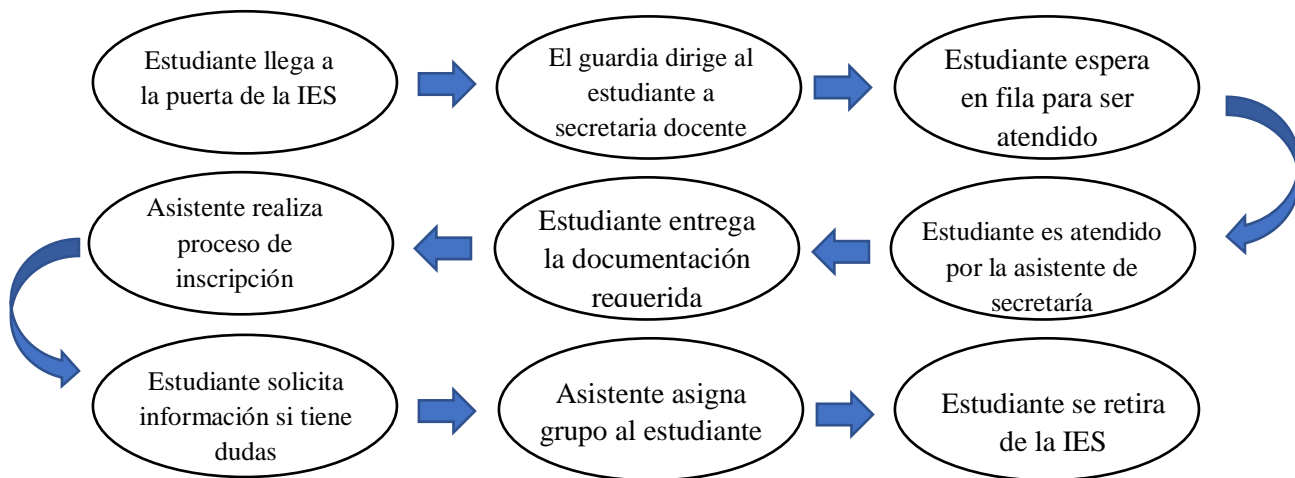 Estudiante llega a
la puerta de la IES
El guardia dirige al
estudiante a
secretaria docente
Estudiante espera
en fila para ser
atendido
Estudiante es atendido
por la asistente de
secretaría
Estudiante entrega
la documentación
requerida
Asistente realiza
proceso de
inscripción
Estudiante solicita
información si tiene
dudas
Asistente asigna
grupo al estudiante
Estudiante se retira
de la IES